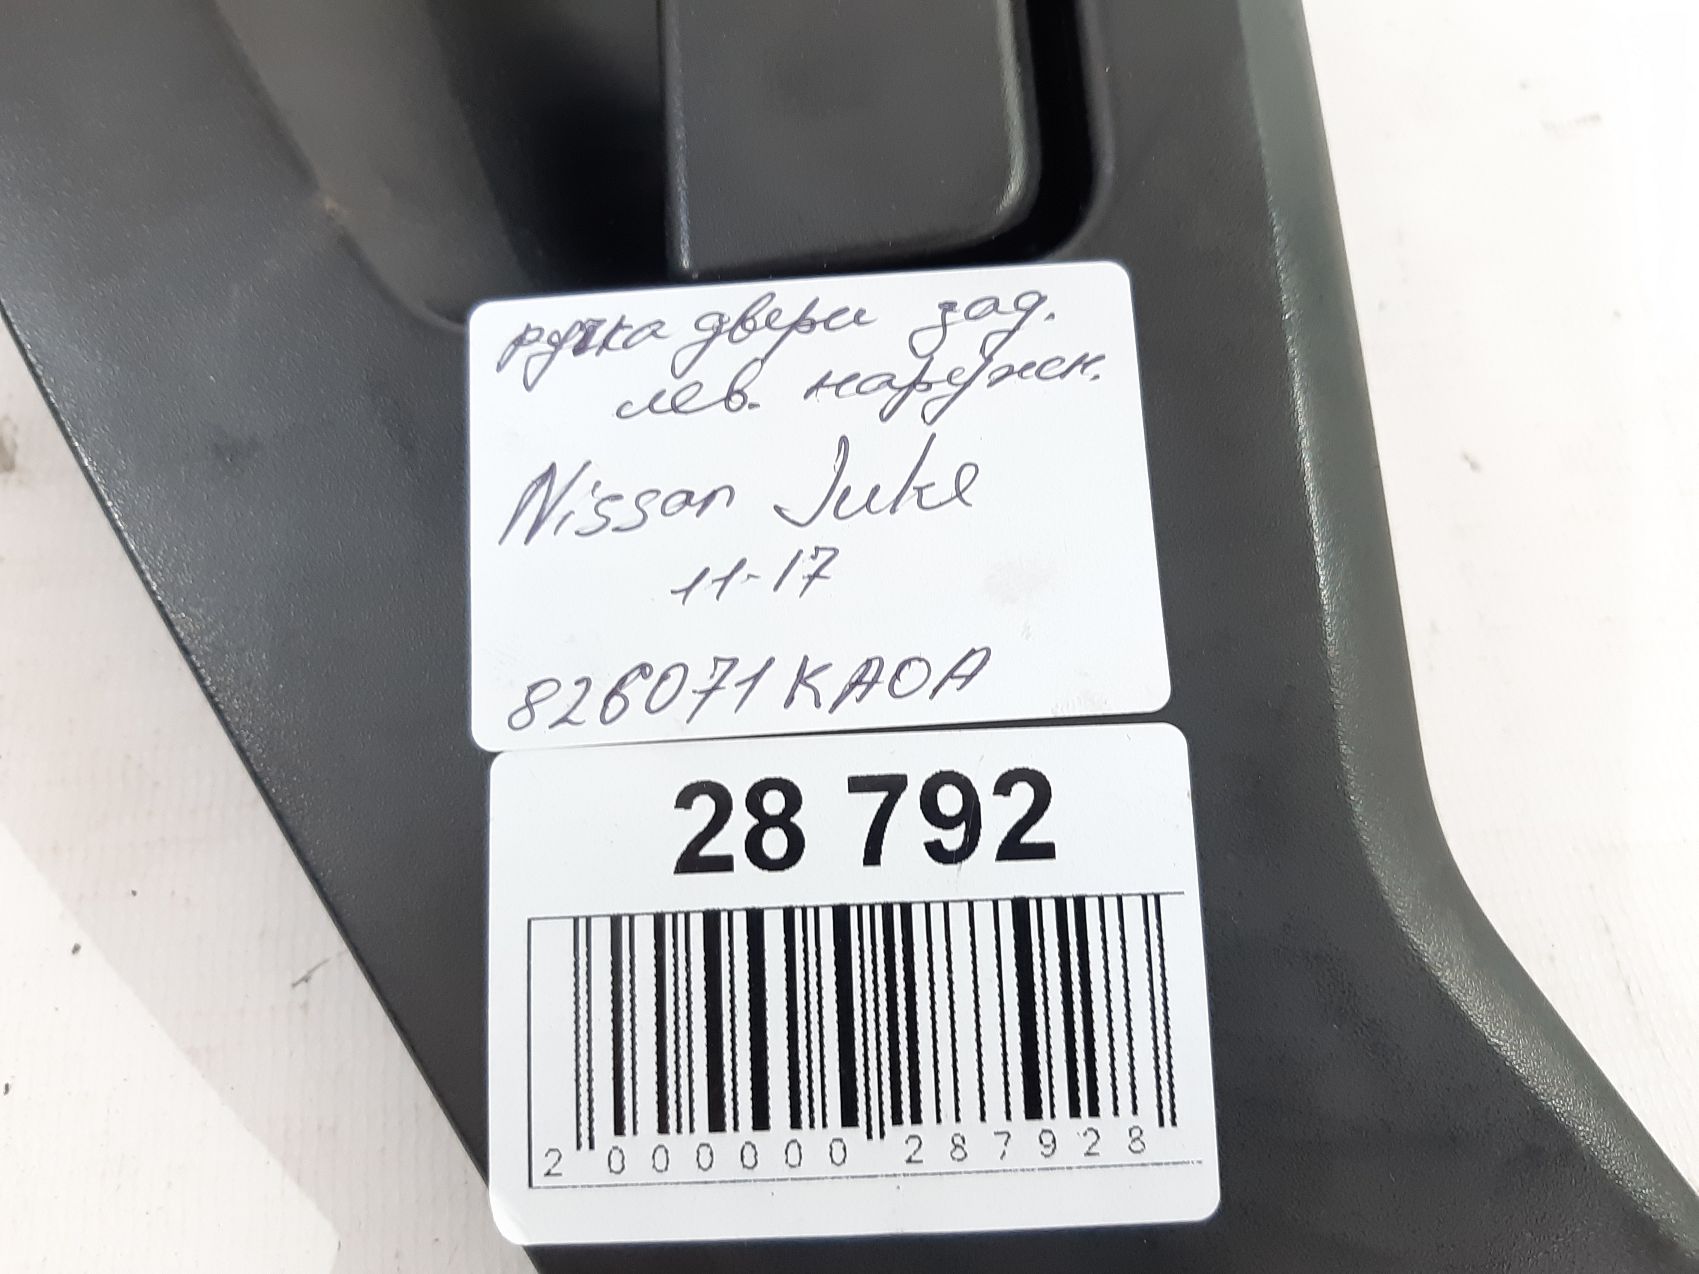 ручка двери зад.
лев. наружн.
Nissan Juke
11-17
826071KA0A
28 792
2 000000 287928